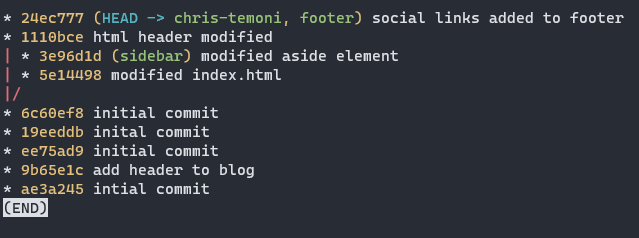 * 24ec777 (HEAD -> chris-temoni, footer) social links added to footer
* 1110bce html header modified
| * 3e96d1d (sidebar) modified aside element
| * 5e14498 modified index.html
|/
* 6c60ef8 initial commit
* 19eeddb inital commit
* ee75ad9 initial commit
* 9b65e1c add header to blog
* ae3a245 intial commit
(END)